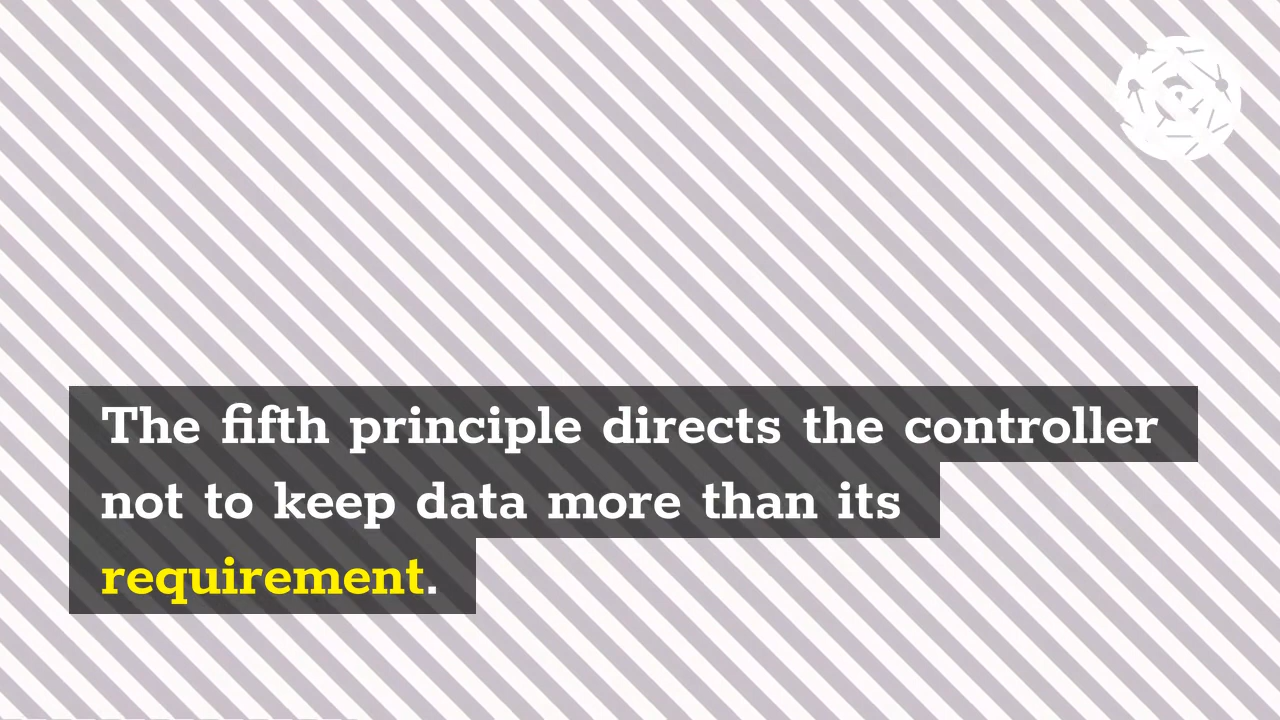 The fifth principle directs the controller
not to keep data more than its
requirement.